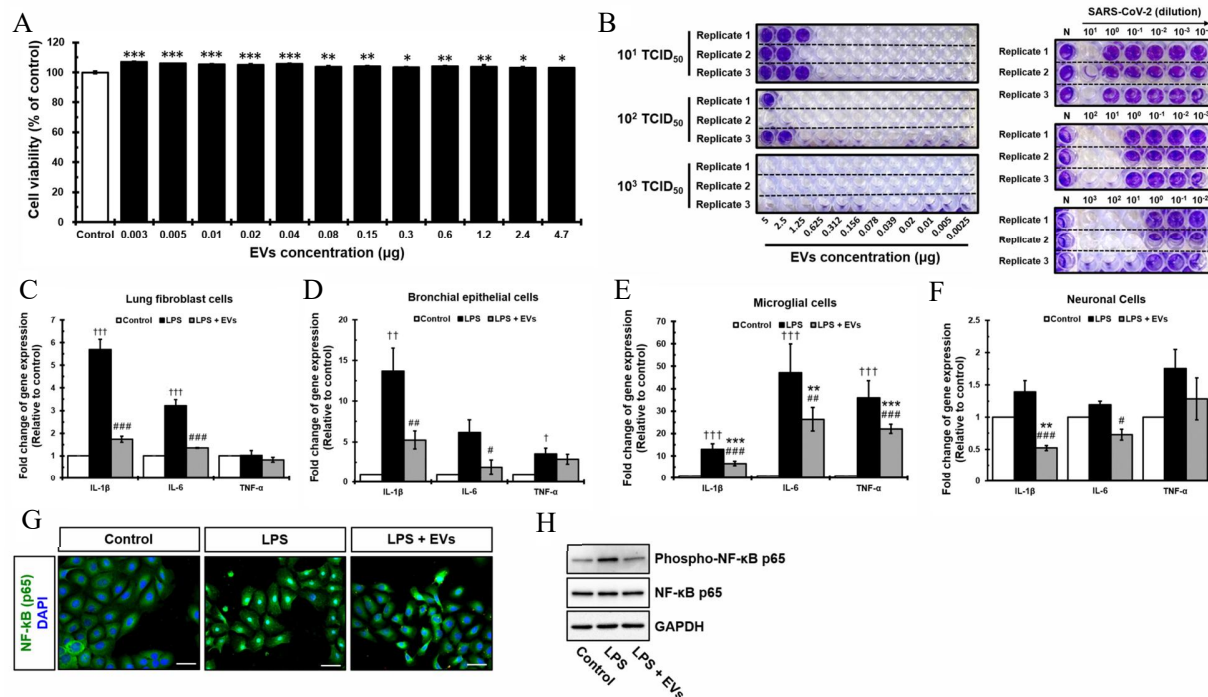 A
Cell viability (% of control)
120
100
80
60
40
20
0
*** *** *** *** *** ** ** * ** ** * *
Control 0.003 0.005 0.01 0.02 0.04 0.08 0.15 0.3 0.6 1.2 2.4 4.7
EVs concentration (µg)
B
10¹ TCID₅₀
Replicate 1
Replicate 2
Replicate 3
10² TCID₅₀
Replicate 1
Replicate 2
Replicate 3
10³ TCID₅₀
Replicate 1
Replicate 2
Replicate 3
5 2.5 1.25 0.625 0.312 0.156 0.078 0.039 0.02 0.01 0.005 0.0025
EVs concentration (µg)
SARS-CoV-2 (dilution)
N 10¹ 10⁰ 10⁻¹ 10⁻² 10⁻³
Replicate 1
Replicate 2
Replicate 3
N 10² 10¹ 10⁰ 10⁻¹ 10⁻²
Replicate 1
Replicate 2
Replicate 3
N 10³ 10² 10¹ 10⁻¹ 10⁻²
Replicate 1
Replicate 2
Replicate 3
C
Lung fibroblast cells
Control LPS LPS + EVs
Fold change of gene expression
(Relative to control)
7
6
5
4
3
2
1
0
†††
###
†††
###
IL-1β IL-6 TNF-α
D
Bronchial epithelial cells
Control LPS LPS + EVs
Fold change of gene expression
(Relative to control)
20
15
10
5
0
††
##
#
†
IL-1β IL-6 TNF-α
E
Microglial cells
Control LPS LPS + EVs
Fold change of gene expression
(Relative to control)
70
60
50
40
30
20
10
0
†††
***
###
†††
**
##
†††
***
###
IL-1β IL-6 TNF-α
F
Neuronal Cells
Control LPS LPS + EVs
Fold change of gene expression
(Relative to control)
2.5
2
1.5
1
0.5
0
**
###
#
IL-1β IL-6 TNF-α
G
Control LPS LPS + EVs
NF-kB (p65)
DAPI
H
Phospho-NF-κB p65
NF-κB p65
GAPDH
Control LPS LPS + EVs